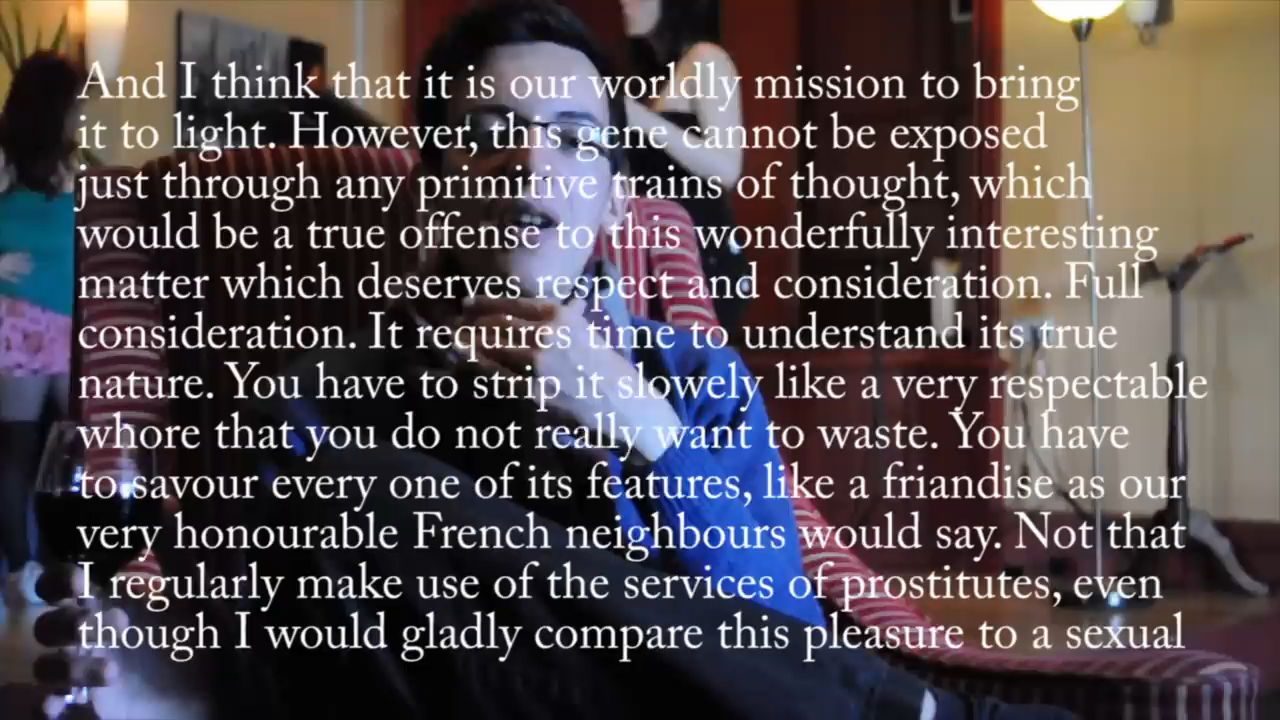 And I think that it is our worldly mission to bring
it to light. However, this gene cannot be exposed
just through any primitive trains of thought, which
would be a true offense to this wonderfully interesting
matter which deserves respect and consideration. Full
consideration. It requires time to understand its true
nature. You have to strip it slowely like a very respectable
whore that you do not really want to waste. You have
to savour every one of its features, like a friandise as our
very honourable French neighbours would say. Not that
I regularly make use of the services of prostitutes, even
though I would gladly compare this pleasure to a sexual